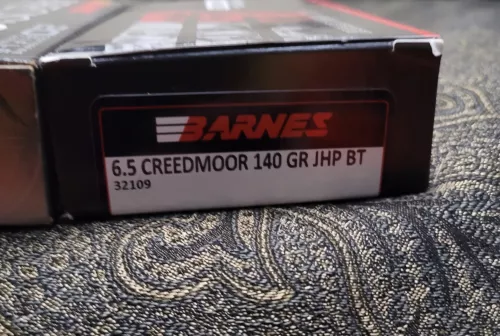 BARNES
6.5 CREEDMOOR 140 GR JHP BT
32109